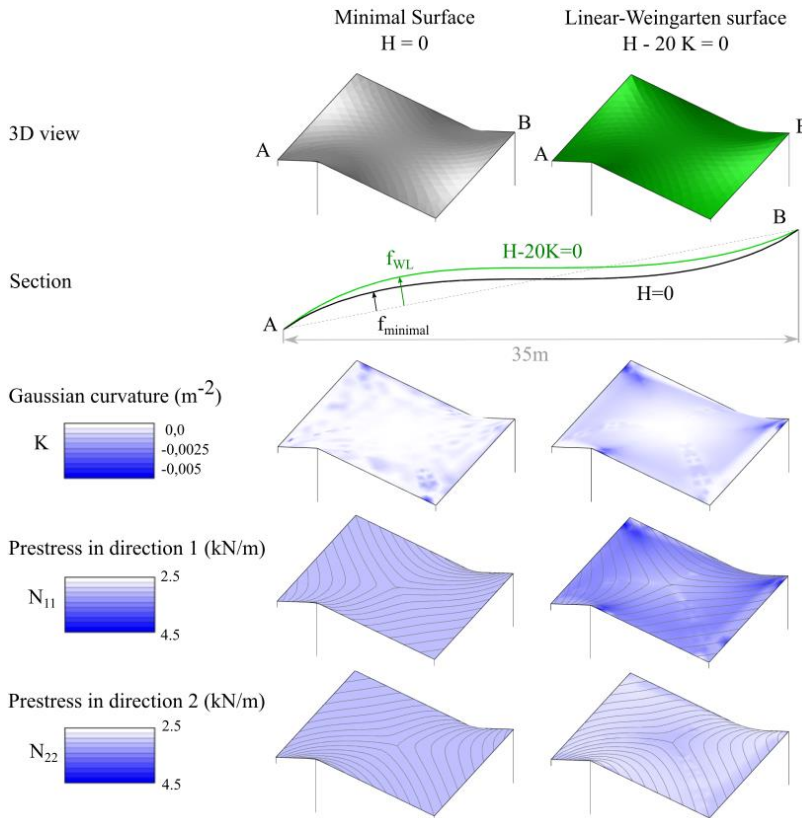 Minimal Surface
H = 0
Linear-Weingarten surface
H - 20 K = 0
3D view
A
B
A
Section
A
B
f_WL
H-20K=0
f_minimal
H=0
35m
Gaussian curvature (m^-2)
K
0,0
-0,0025
-0,005
Prestress in direction 1 (kN/m)
N_11
2.5
4.5
Prestress in direction 2 (kN/m)
N_22
2.5
4.5